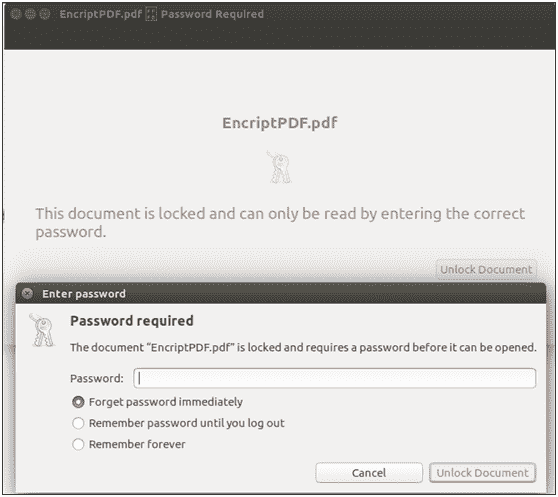 EncriptPDF.pdf Password Required
EncriptPDF.pdf
This document is locked and can only be read by entering the correct
password.
Unlock Document
Enter password
Password required
The document “EncriptPDF.pdf” is locked and requires a password before it can be opened.
Password:
Forget password immediately
Remember password until you log out
Remember forever
Cancel Unlock Document